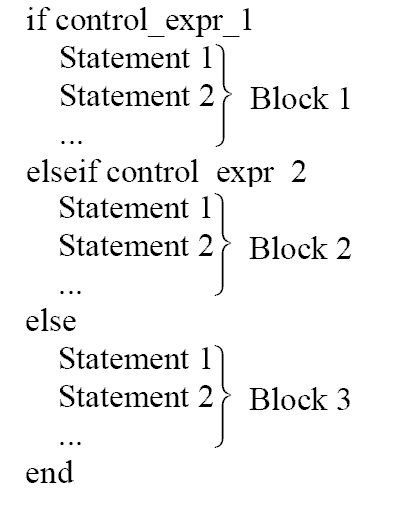 if control_expr_1
Statement 1
Statement 2 Block 1
...
elseif control expr 2
Statement 1
Statement 2 Block 2
...
else
Statement 1
Statement 2 Block 3
...
end